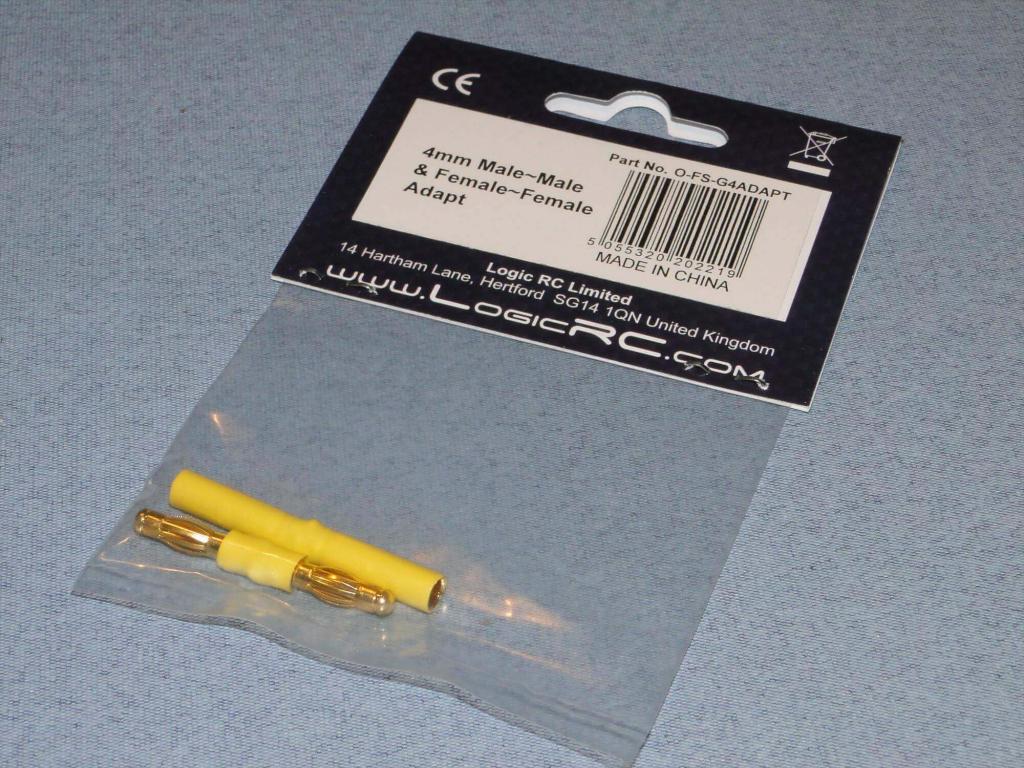 CE
4mm Male~Male
& Female~Female
Adapt
Part No. O-FS-G4ADAPT
5 055320 202219
MADE IN CHINA
Logic RC Limited
14 Hartham Lane, Hertford SG14 1QN United Kingdom
www.LogicRC.com